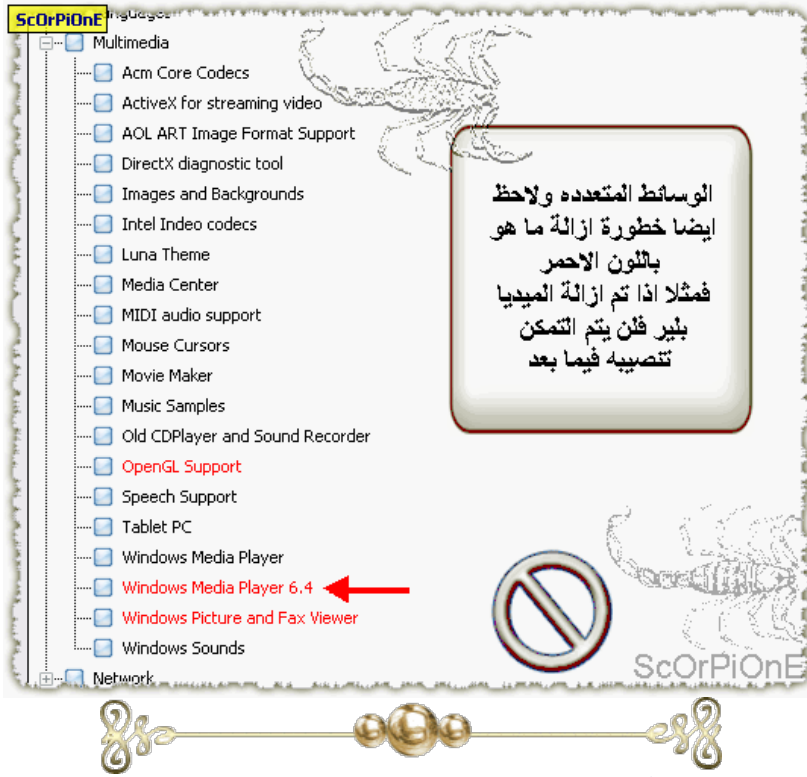 ScOrPiOnE
Multimedia
Acm Core Codecs
ActiveX for streaming video
AOL ART Image Format Support
DirectX diagnostic tool
Images and Backgrounds
Intel Indeo codecs
Luna Theme
Media Center
MIDI audio support
Mouse Cursors
Movie Maker
Music Samples
Old CDPlayer and Sound Recorder
OpenGL Support
Speech Support
Tablet PC
Windows Media Player
Windows Media Player 6.4
Windows Picture and Fax Viewer
Windows Sounds
Network
الوسائط المتعدده ولاحظ
ايضا خطورة ازالة ما هو
باللون الاحمر
فمثلا اذا تم ازالة الميديا
بلير فلن يتم التمكن
تنصيبه فيما بعد
ScOrPiOnE